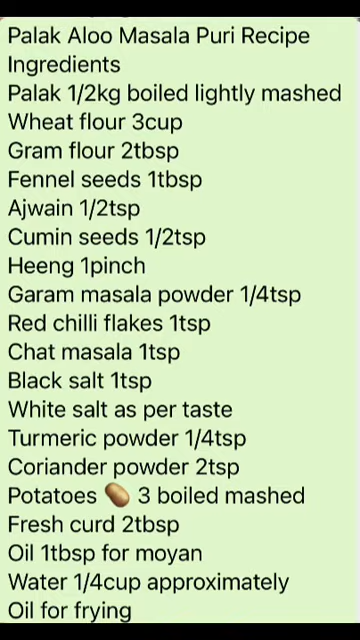 Palak Aloo Masala Puri Recipe
Ingredients
Palak 1/2kg boiled lightly mashed
Wheat flour 3cup
Gram flour 2tbsp
Fennel seeds 1tbsp
Ajwain 1/2tsp
Cumin seeds 1/2tsp
Heeng 1pinch
Garam masala powder 1/4tsp
Red chilli flakes 1tsp
Chat masala 1tsp
Black salt 1tsp
White salt as per taste
Turmeric powder 1/4tsp
Coriander powder 2tsp
Potatoes 🥔 3 boiled mashed
Fresh curd 2tbsp
Oil 1tbsp for moyan
Water 1/4cup approximately
Oil for frying